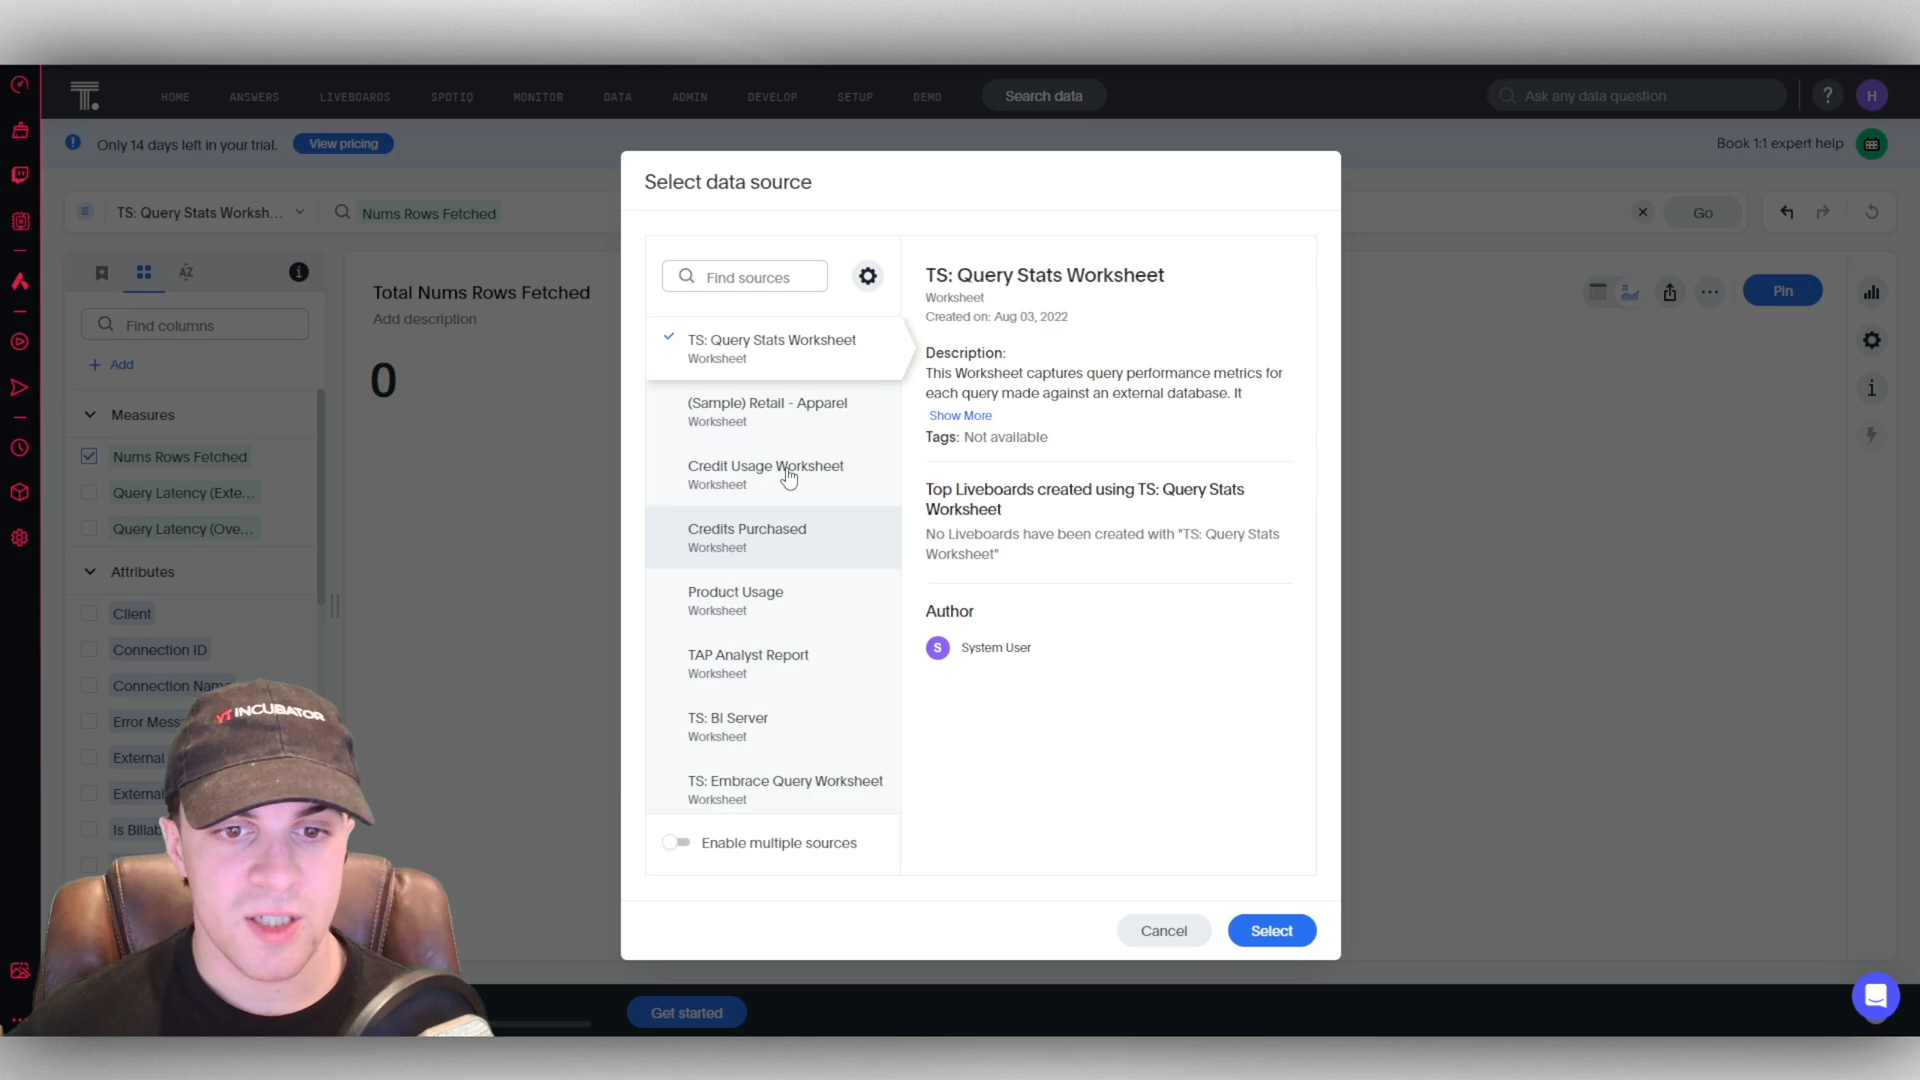 T.
HOME
ANSWERS
LIVEBOARDS
SPOTIQ
MONITOR
DATA
ADMIN
DEVELOP
SETUP
DEMO
Search data
Ask any data question
?
H
Only 14 days left in your trial.
View pricing
Book 1:1 expert help
TS: Query Stats Worksh...
Nums Rows Fetched
Go
Find columns
Add
Measures
Nums Rows Fetched
Query Latency (Exte...
Query Latency (Ove...
Attributes
Client
Connection ID
Connection Name
Error Mess
External
External
Is Billab
Total Nums Rows Fetched
Add description
0
Pin
Select data source
Find sources
TS: Query Stats Worksheet
Worksheet
(Sample) Retail - Apparel
Worksheet
Credit Usage Worksheet
Worksheet
Credits Purchased
Worksheet
Product Usage
Worksheet
TAP Analyst Report
Worksheet
TS: BI Server
Worksheet
TS: Embrace Query Worksheet
Worksheet
Enable multiple sources
TS: Query Stats Worksheet
Worksheet
Created on: Aug 03, 2022
Description:
This Worksheet captures query performance metrics for
each query made against an external database. It
Show More
Tags: Not available
Top Liveboards created using TS: Query Stats
Worksheet
No Liveboards have been created with "TS: Query Stats
Worksheet"
Author
S
System User
Cancel
Select
Get started
YTINCUBATOR